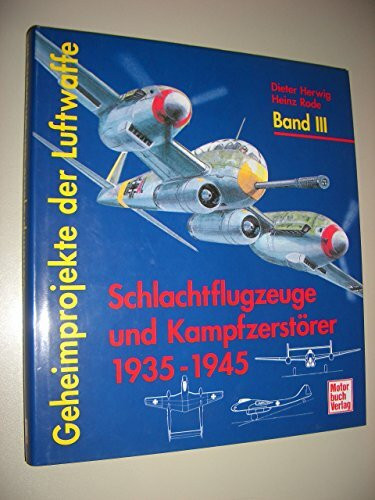 Geheimprojekte der Luftwaffe
Dieter Herwig
Heinz Rode
Band III
Schlachtflugzeuge
und Kampfzerstörer
1935-1945
Motor
buch
Verlag